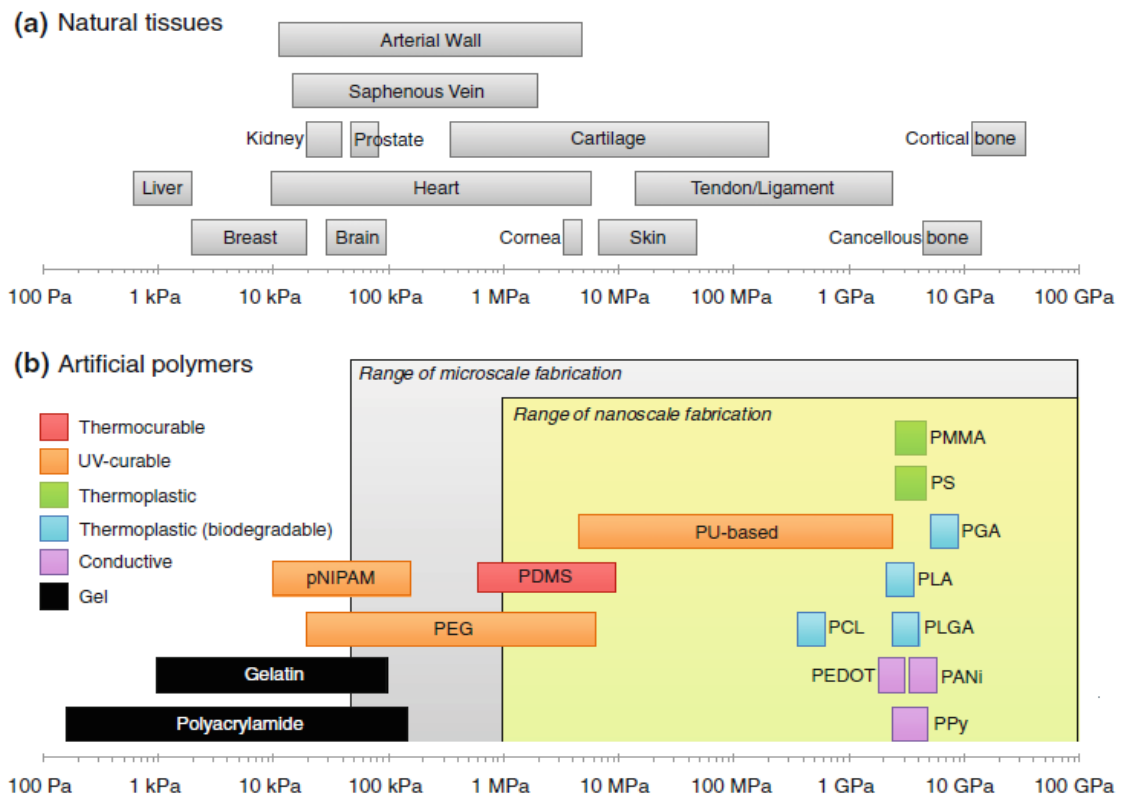 (a) Natural tissues
Arterial Wall
Saphenous Vein
Kidney
Prostate
Cartilage
Cortical bone
Liver
Heart
Tendon/Ligament
Breast
Brain
Cornea
Skin
Cancellous bone
100 Pa 1 kPa 10 kPa 100 kPa 1 MPa 10 MPa 100 MPa 1 GPa 10 GPa 100 GPa
(b) Artificial polymers
Range of microscale fabrication
Range of nanoscale fabrication
Thermocurable
UV-curable
Thermoplastic
Thermoplastic (biodegradable)
Conductive
Gel
PMMA
PS
PU-based
PGA
pNIPAM
PDMS
PLA
PEG
PCL
PLGA
Gelatin
PEDOT
PANi
Polyacrylamide
PPy
100 Pa 1 kPa 10 kPa 100 kPa 1 MPa 10 MPa 100 MPa 1 GPa 10 GPa 100 GPa